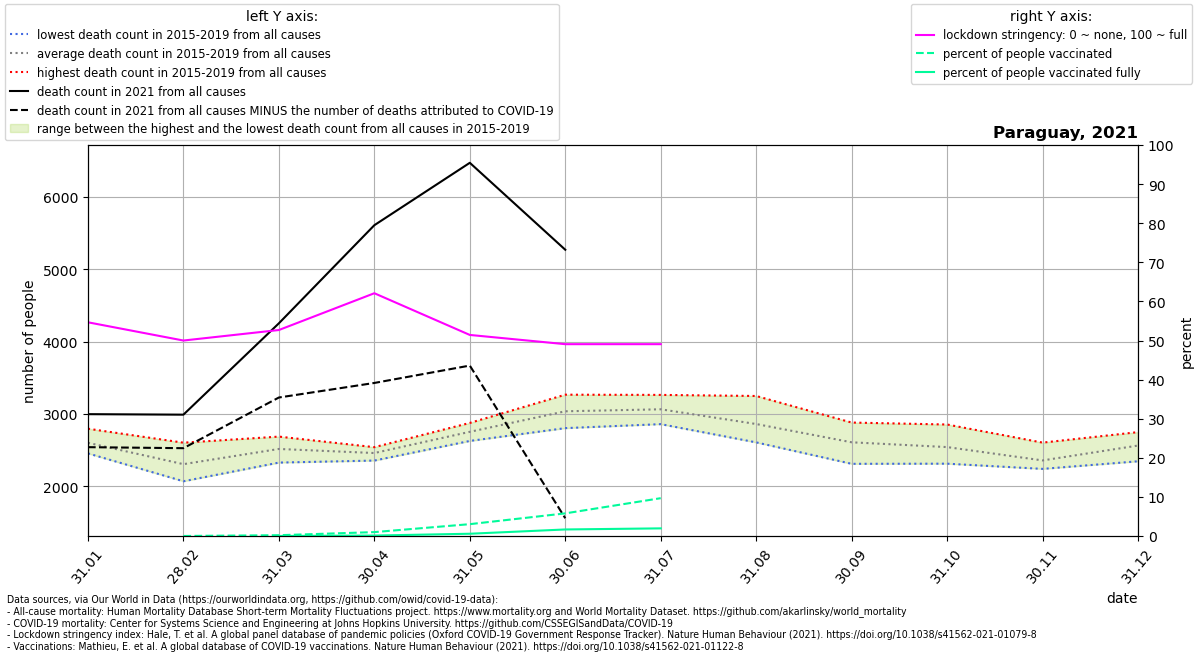 left Y axis:
lowest death count in 2015-2019 from all causes
average death count in 2015-2019 from all causes
highest death count in 2015-2019 from all causes
death count in 2021 from all causes
death count in 2021 from all causes MINUS the number of deaths attributed to COVID-19
range between the highest and the lowest death count from all causes in 2015-2019
right Y axis:
lockdown stringency: 0 ~ none, 100 ~ full
percent of people vaccinated
percent of people vaccinated fully
Paraguay, 2021
number of people
6000
5000
4000
3000
2000
100
90
80
70
60
50
40
30
20
10
0
percent
31.01
28.02
31.03
30.04
31.05
30.06
31.07
31.08
30.09
31.10
30.11
31.12
date
Data sources, via Our World in Data (https://ourworldindata.org, https://github.com/owid/covid-19-data):
- All-cause mortality: Human Mortality Database Short-term Mortality Fluctuations project. https://www.mortality.org and World Mortality Dataset. https://github.com/akarlinsky/world_mortality
- COVID-19 mortality: Center for Systems Science and Engineering at Johns Hopkins University. https://github.com/CSSEGISandData/COVID-19
- Lockdown stringency index: Hale, T. et al. A global panel database of pandemic policies (Oxford COVID-19 Government Response Tracker). Nature Human Behaviour (2021). https://doi.org/10.1038/s41562-021-01079-8
- Vaccinations: Mathieu, E. et al. A global database of COVID-19 vaccinations. Nature Human Behaviour (2021). https://doi.org/10.1038/s41562-021-01122-8